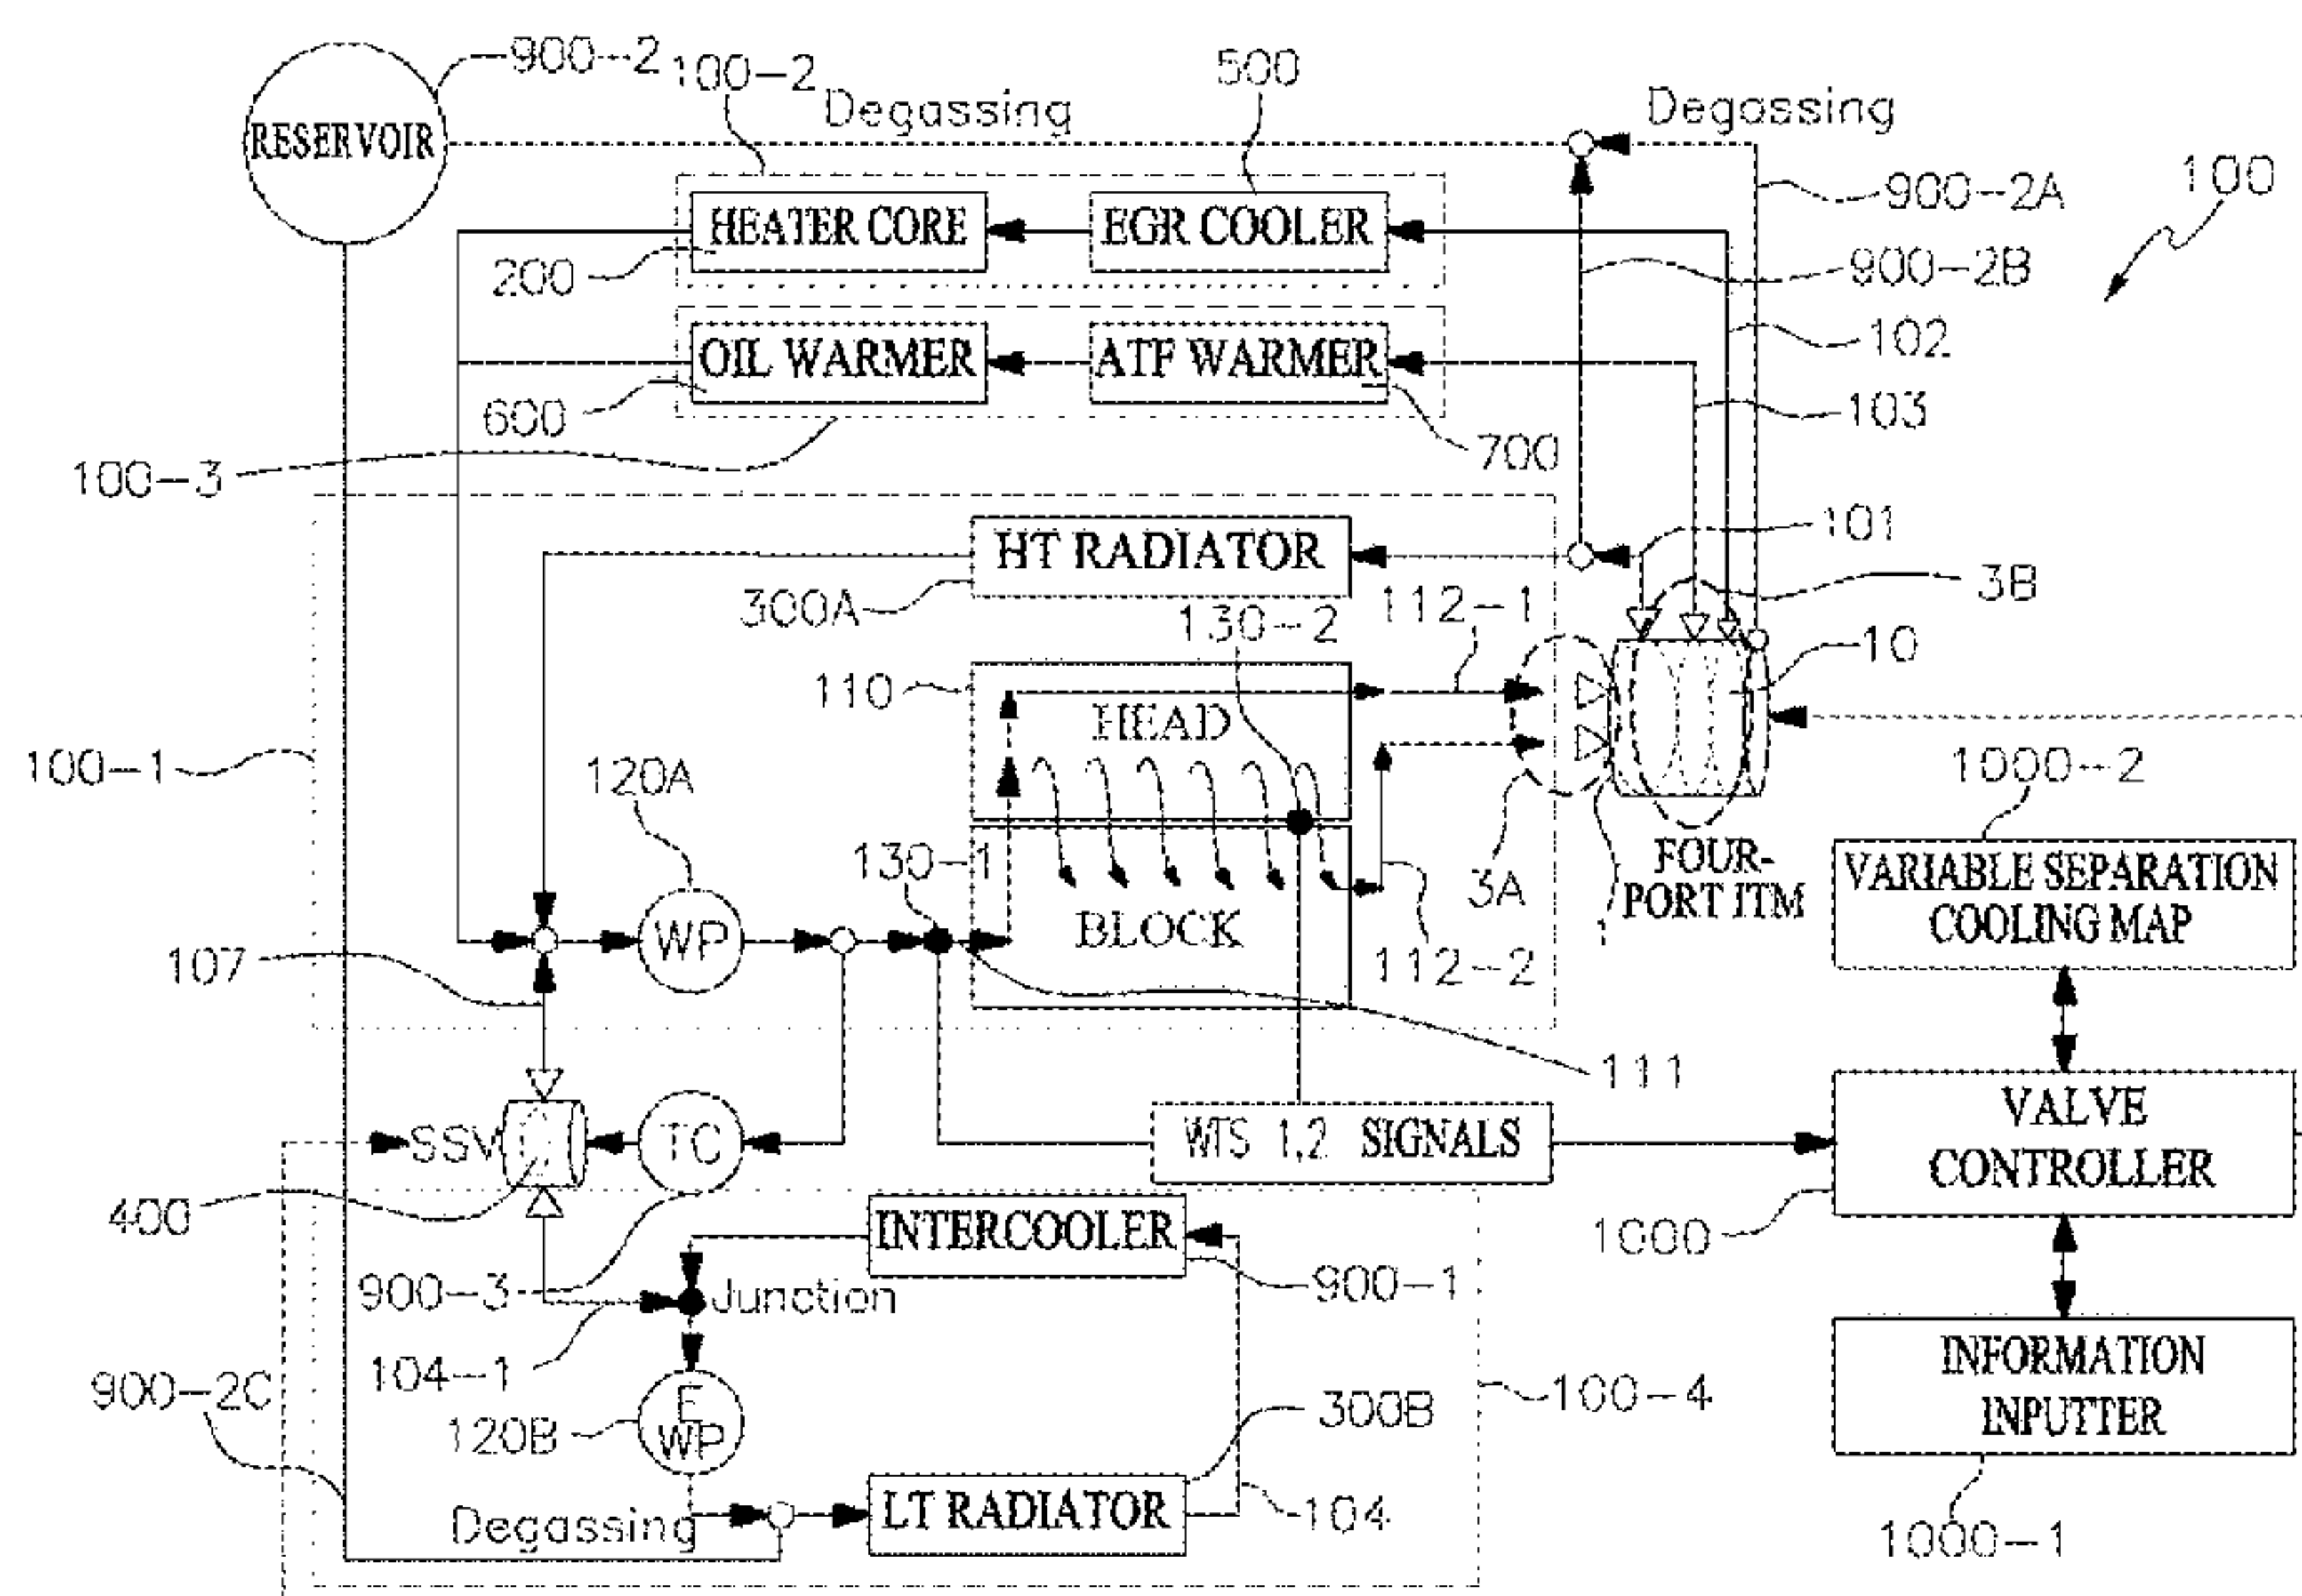 900-2
100-2
500
Degassing
Degassing
RESERVOIR
100
900-2A
HEATER CORE
EGR COOLER
200
900-2B
102
OIL WARMER
ATF WARMER
103
600
700
100-3
101
HT RADIATOR
3B
300A
130-2
112-1
10
110
HEAD
100-1
120A
1000-2
130-1
3A
FOUR-
PORT ITM
VARIABLE SEPARATION
COOLING MAP
WP
BLOCK
1
107
112-2
111
VALVE
CONTROLLER
SSV
TC
WTS 1,2 SIGNALS
400
INTERCOOLER
1000
900-3
Junction
900-1
104-1
900-2C
INFORMATION
INPUTTER
E
WP
120B
300B
100-4
Degassing
LT RADIATOR
104
1000-1